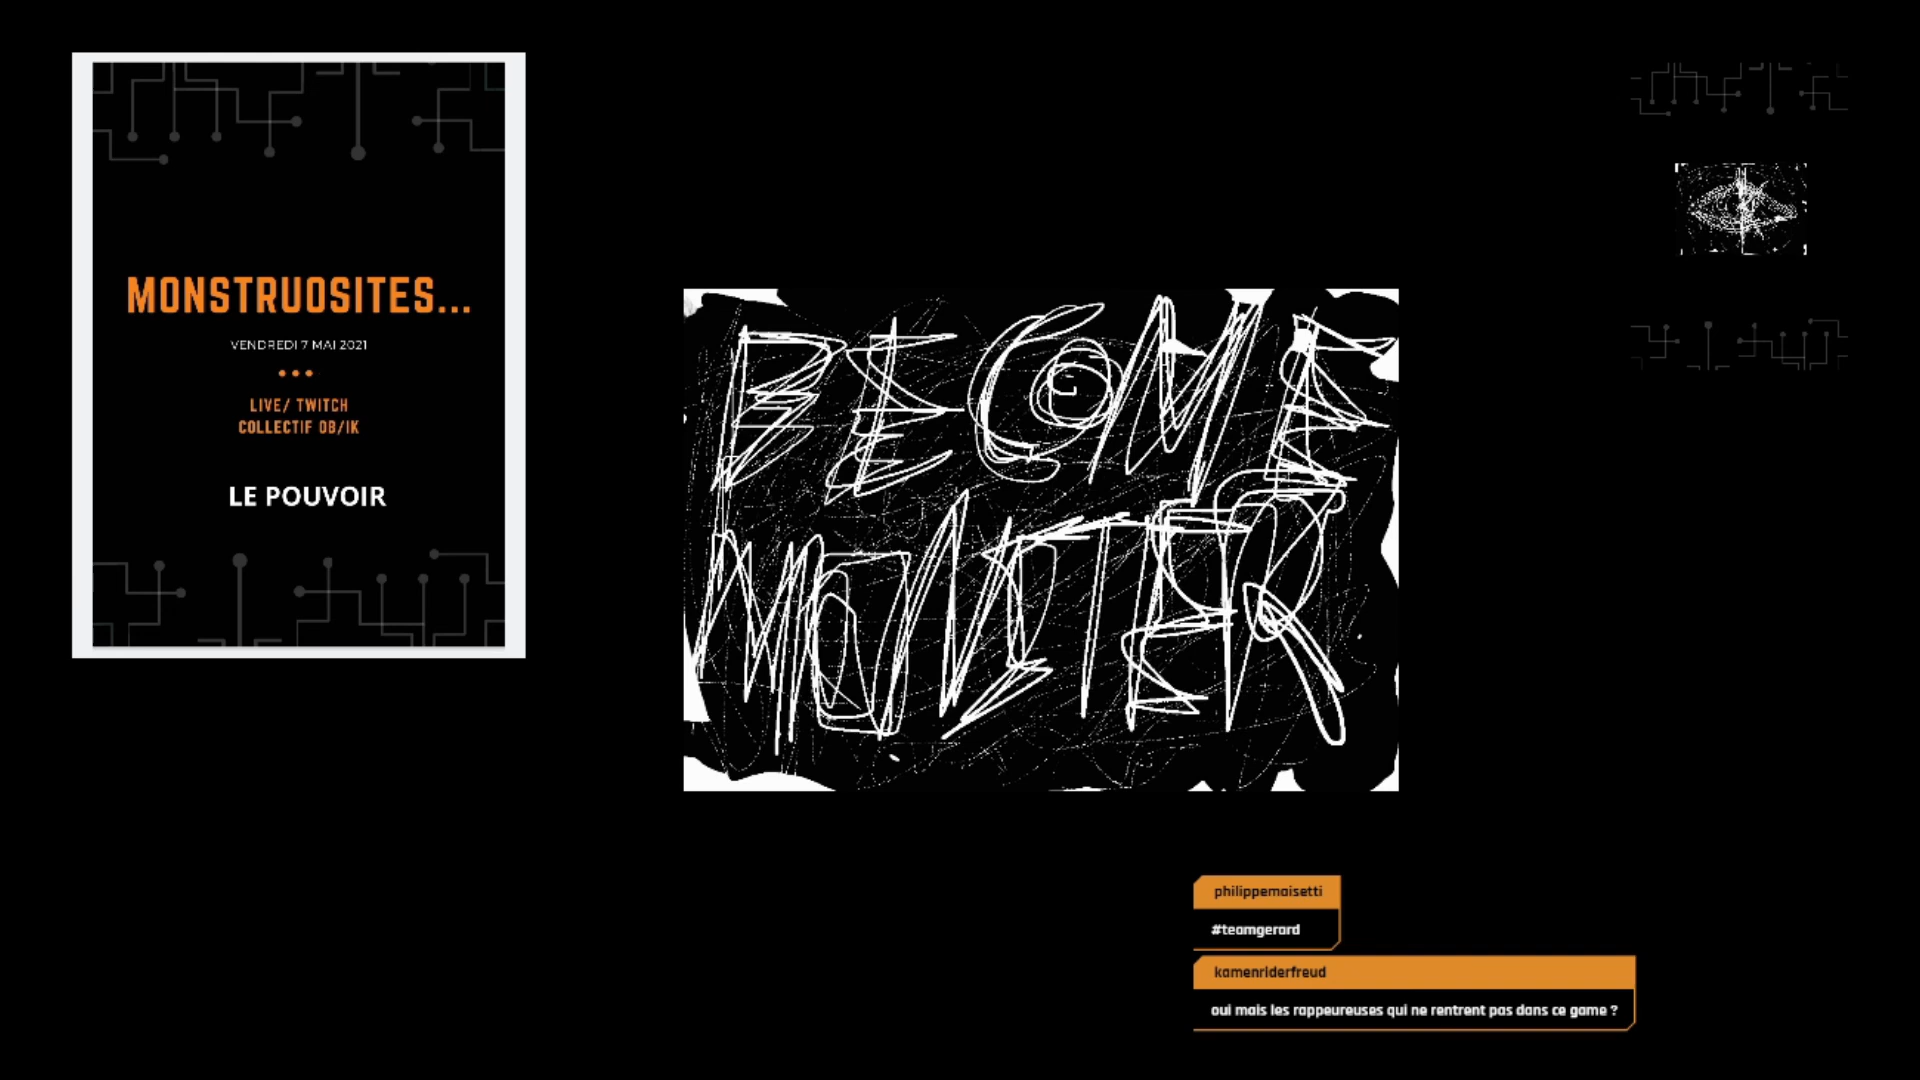 MONSTRUOSITES...
VENDREDI 7 MAI 2021
LIVE/ TWITCH
COLLECTIF OB/IK
LE POUVOIR
BECOME
MONSTER
philippemaisetti
#teamgerard
kamenriderfreud
oui mais les rappeureuses qui ne rentrent pas dans ce game ?